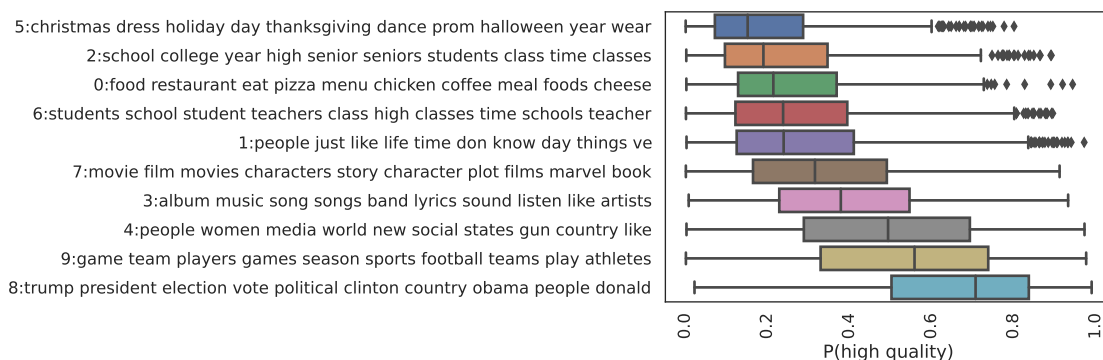 5:christmas dress holiday day thanksgiving dance prom halloween year wear
2:school college year high senior seniors students class time classes
0:food restaurant eat pizza menu chicken coffee meal foods cheese
6:students school student teachers class high classes time schools teacher
1:people just like life time don know day things ve
7:movie film movies characters story character plot films marvel book
3:album music song songs band lyrics sound listen like artists
4:people women media world new social states gun country like
9:game team players games season sports football teams play athletes
8:trump president election vote political clinton country obama people donald
0.0 0.2 0.4 0.6 0.8 1.0
P(high quality)